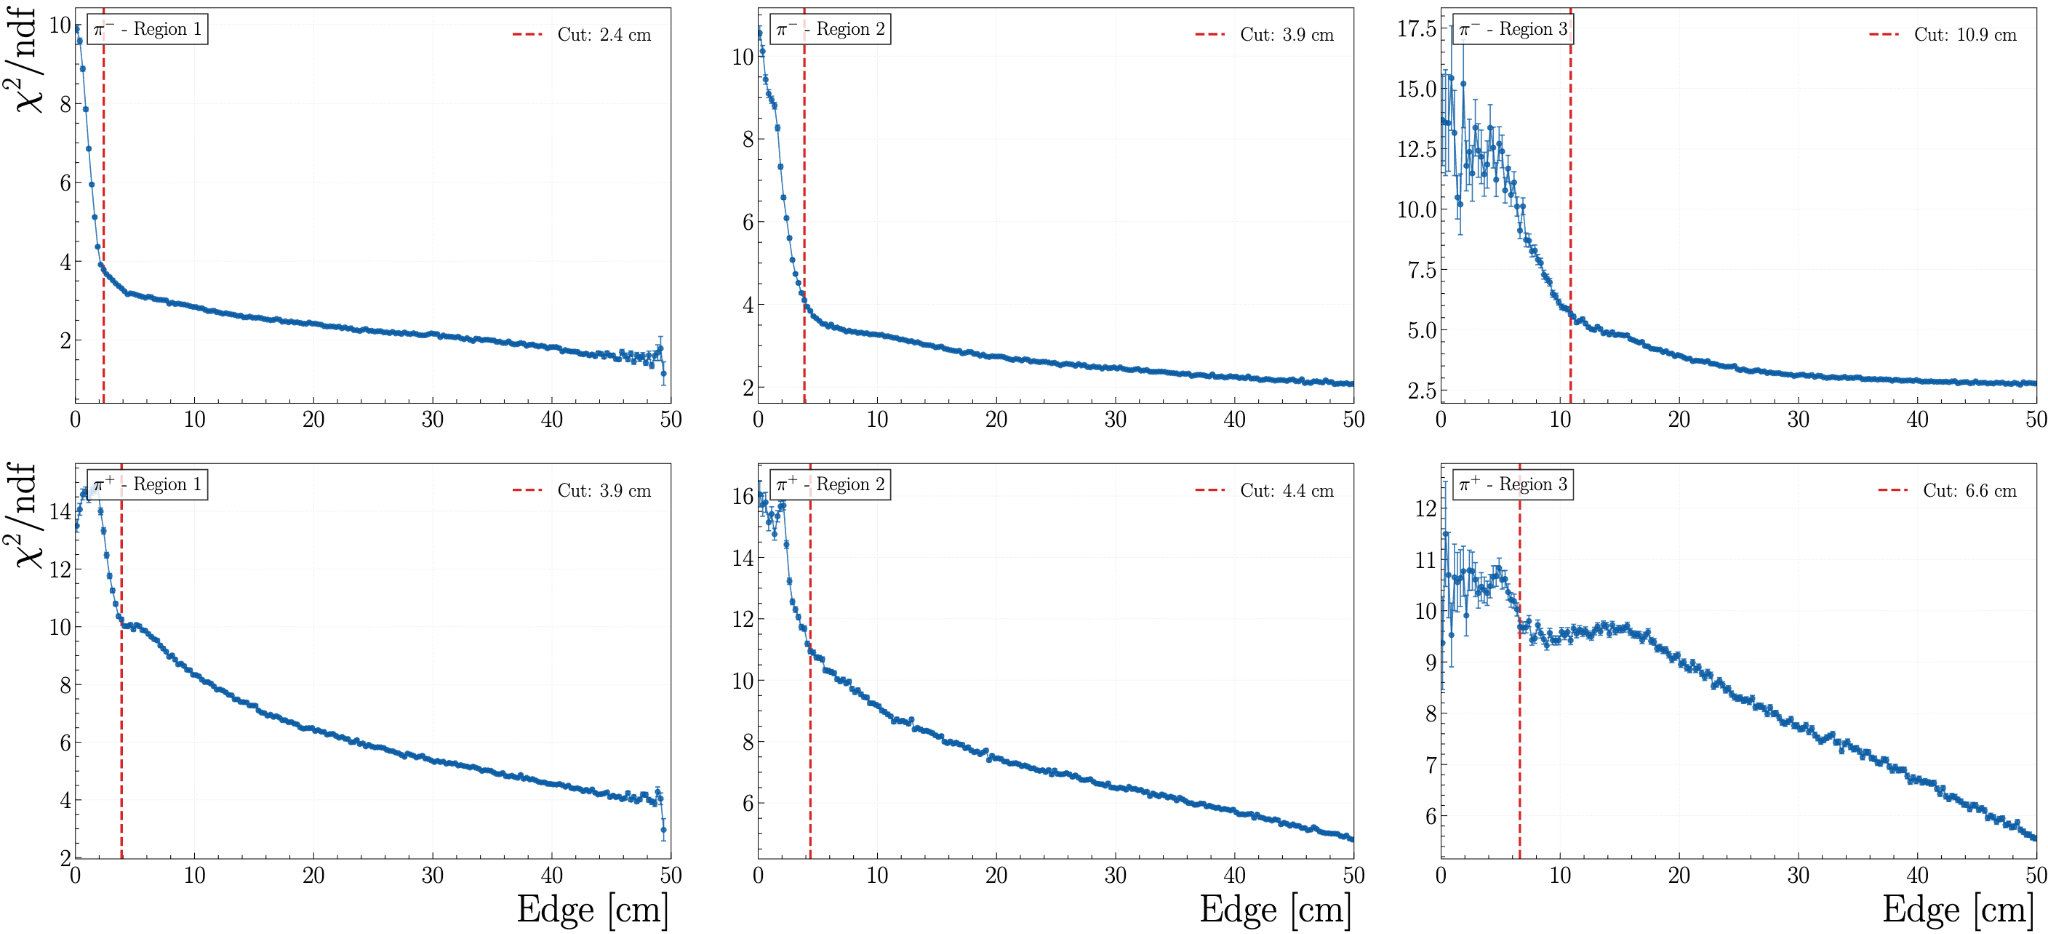 χ²/ndf
10
8
6
4
2
π⁻ - Region 1
Cut: 2.4 cm
0 10 20 30 40 50
10
8
6
4
2
π⁻ - Region 2
Cut: 3.9 cm
0 10 20 30 40 50
17.5
15.0
12.5
10.0
7.5
5.0
2.5
π⁻ - Region 3
Cut: 10.9 cm
0 10 20 30 40 50
χ²/ndf
14
12
10
8
6
4
2
π⁺ - Region 1
Cut: 3.9 cm
0 10 20 30 40 50
Edge [cm]
16
14
12
10
8
6
π⁺ - Region 2
Cut: 4.4 cm
0 10 20 30 40 50
Edge [cm]
12
11
10
9
8
7
6
π⁺ - Region 3
Cut: 6.6 cm
0 10 20 30 40 50
Edge [cm]